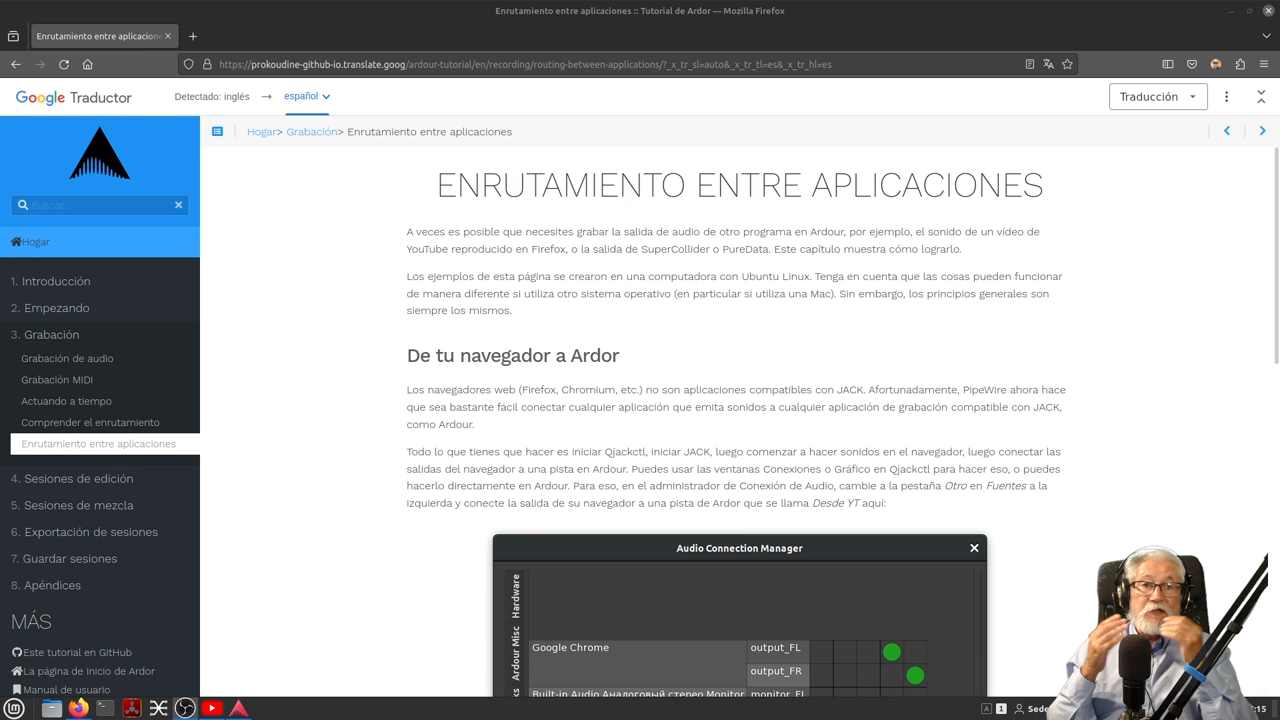 Enrutamiento entre aplicaciones :: Tutorial de Ardor — Mozilla Firefox
Enrutamiento entre aplicacion
https://prokoudine-github-io.translate.goog/ardour-tutorial/en/recording/routing-between-applications/?_x_tr_sl=auto&_x_tr_tl=es&_x_tr_hl=es
Google Traductor
Detectado: inglés
español
Traducción
Hogar> Grabación> Enrutamiento entre aplicaciones
Buscar...
Hogar
1. Introducción
2. Empezando
3. Grabación
Grabación de audio
Grabación MIDI
Actuando a tiempo
Comprender el enrutamiento
Enrutamiento entre aplicaciones
4. Sesiones de edición
5. Sesiones de mezcla
6. Exportación de sesiones
7. Guardar sesiones
8. Apéndices
MÁS
Este tutorial en GitHub
La página de inicio de Ardor
Manual de usuario
ENRUTAMIENTO ENTRE APLICACIONES
A veces es posible que necesites grabar la salida de audio de otro programa en Ardour, por ejemplo, el sonido de un vídeo de
YouTube reproducido en Firefox, o la salida de SuperCollider o PureData. Este capítulo muestra cómo lograrlo.
Los ejemplos de esta página se crearon en una computadora con Ubuntu Linux. Tenga en cuenta que las cosas pueden funcionar
de manera diferente si utiliza otro sistema operativo (en particular si utiliza una Mac). Sin embargo, los principios generales son
siempre los mismos.
De tu navegador a Ardor
Los navegadores web (Firefox, Chromium, etc.) no son aplicaciones compatibles con JACK. Afortunadamente, PipeWire ahora hace
que sea bastante fácil conectar cualquier aplicación que emita sonidos a cualquier aplicación de grabación compatible con JACK,
como Ardour.
Todo lo que tienes que hacer es iniciar Qjackctl, iniciar JACK, luego comenzar a hacer sonidos en el navegador, luego conectar las
salidas del navegador a una pista en Ardour. Puedes usar las ventanas Conexiones o Gráfico en Qjackctl para hacer eso, o puedes
hacerlo directamente en Ardour. Para eso, en el administrador de Conexión de Audio, cambie a la pestaña Otro en Fuentes a la
izquierda y conecte la salida de su navegador a una pista de Ardor que se llama Desde YT aquí:
Audio Connection Manager
Hardware
Ardour Misc
Google Chrome
output_FL
output_FR
Built-in Audio Аналоговый стерео Monitor
monitor_FL
A
1
Sede
:15